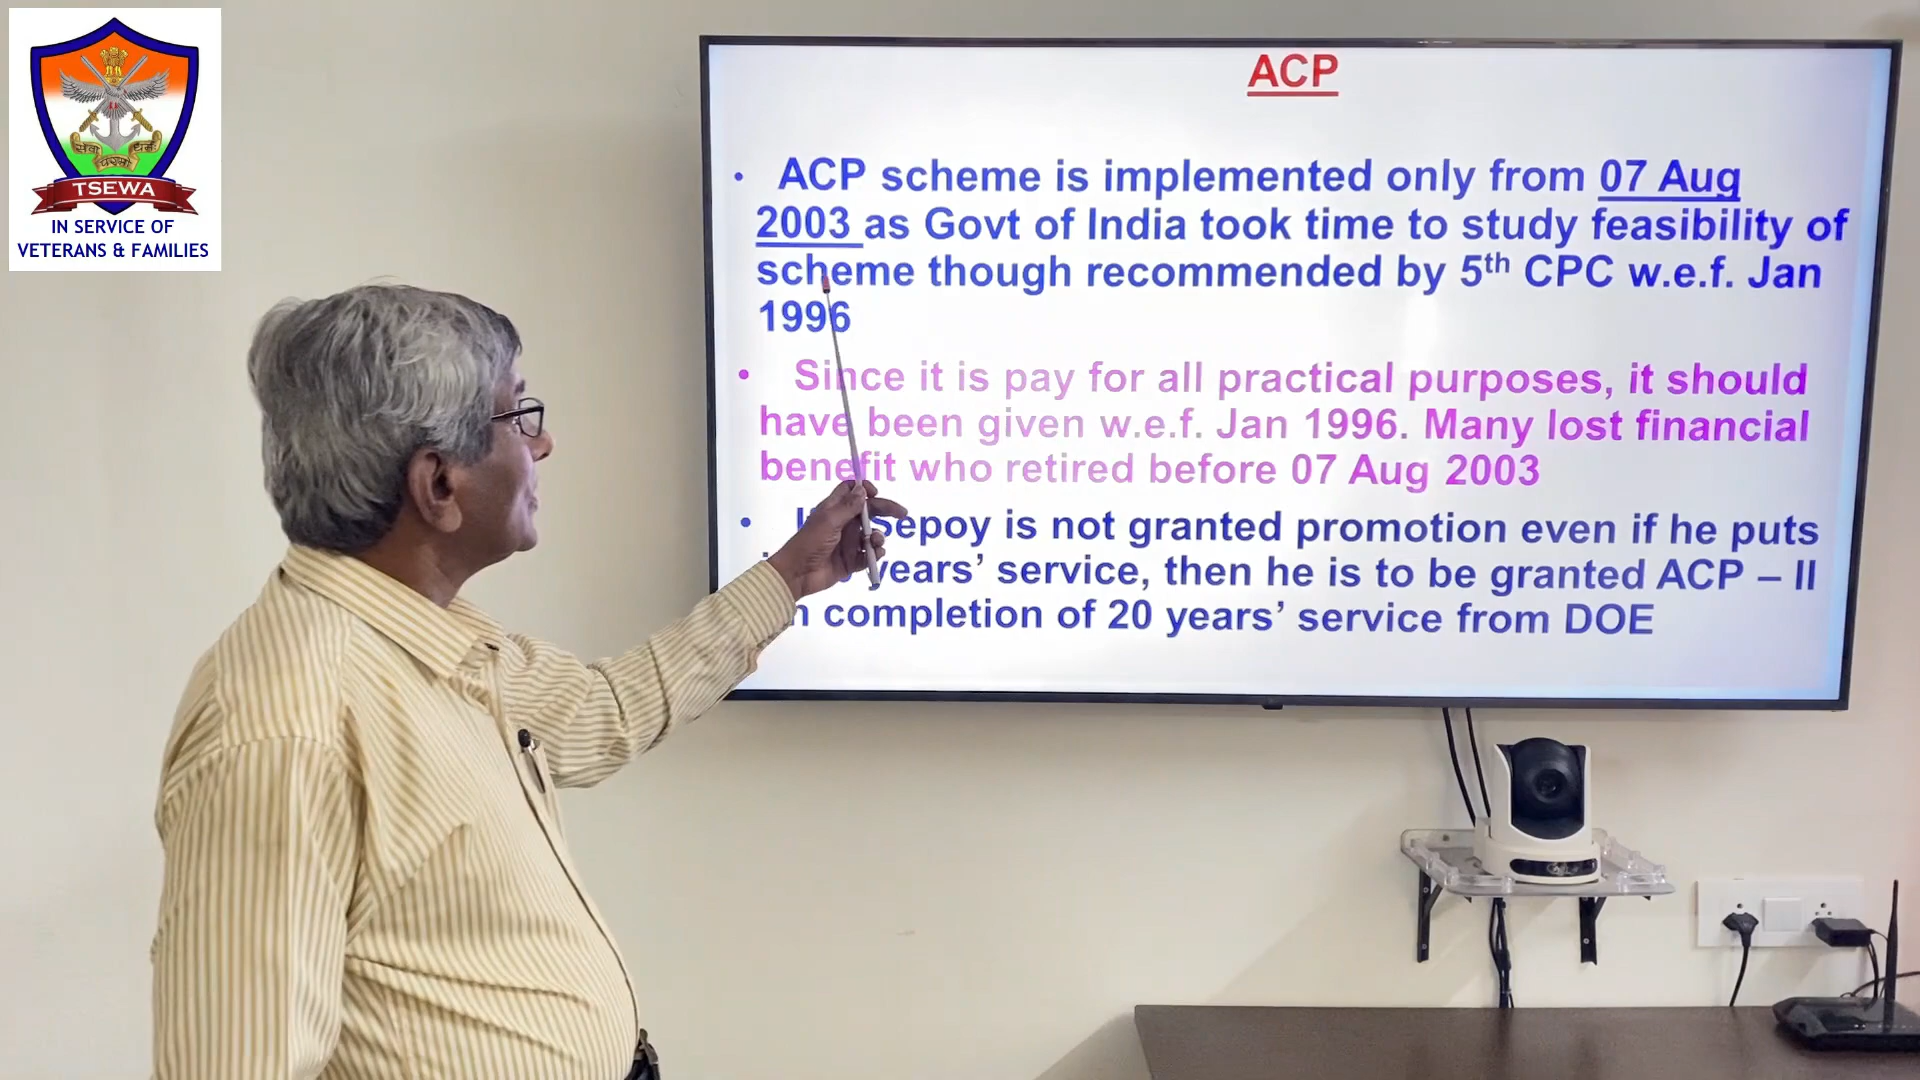 सेवा
परमो
धर्मः
TSEWA
IN SERVICE OF
VETERANS & FAMILIES
ACP
• ACP scheme is implemented only from 07 Aug
2003 as Govt of India took time to study feasibility of
scheme though recommended by 5th CPC w.e.f. Jan
1996
• Since it is pay for all practical purposes, it should
have been given w.e.f. Jan 1996. Many lost financial
benefit who retired before 07 Aug 2003
• Sepoy is not granted promotion even if he puts
years’ service, then he is to be granted ACP – II
completion of 20 years’ service from DOE